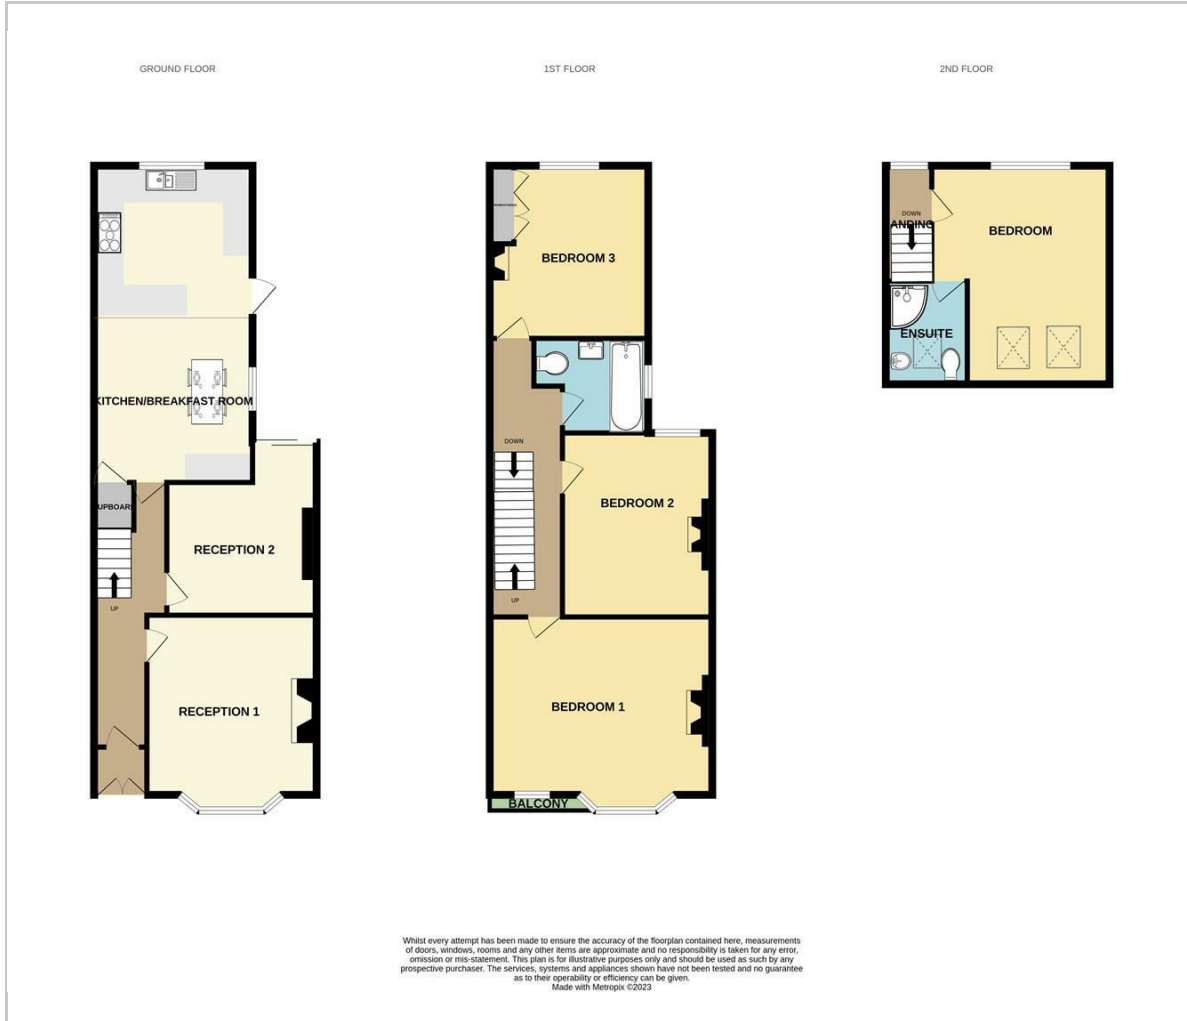 GROUND FLOOR
1ST FLOOR
2ND FLOOR
KITCHEN/BREAKFAST ROOM
UPBOAR
UP
RECEPTION 2
RECEPTION 1
BEDROOM 3
DOWN
BEDROOM 2
UP
BEDROOM 1
BALCONY
DOWN
ANDING
BEDROOM
ENSUITE
Whilst every attempt has been made to ensure the accuracy of the floorplan contained here, measurements
of doors, windows, rooms and any other items are approximate and no responsibility is taken for any error,
omission or mis-statement. This plan is for illustrative purposes only and should be used as such by any
prospective purchaser. The services, systems and appliances shown have not been tested and no guarantee
as to their operability or efficiency can be given.
Made with Metropix ©2023